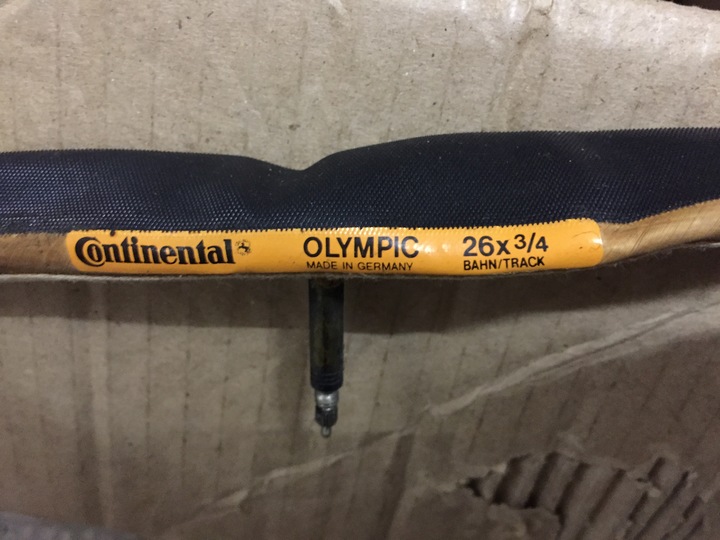 Continental OLYMPIC 26x3/4
MADE IN GERMANY BAHN/TRACK